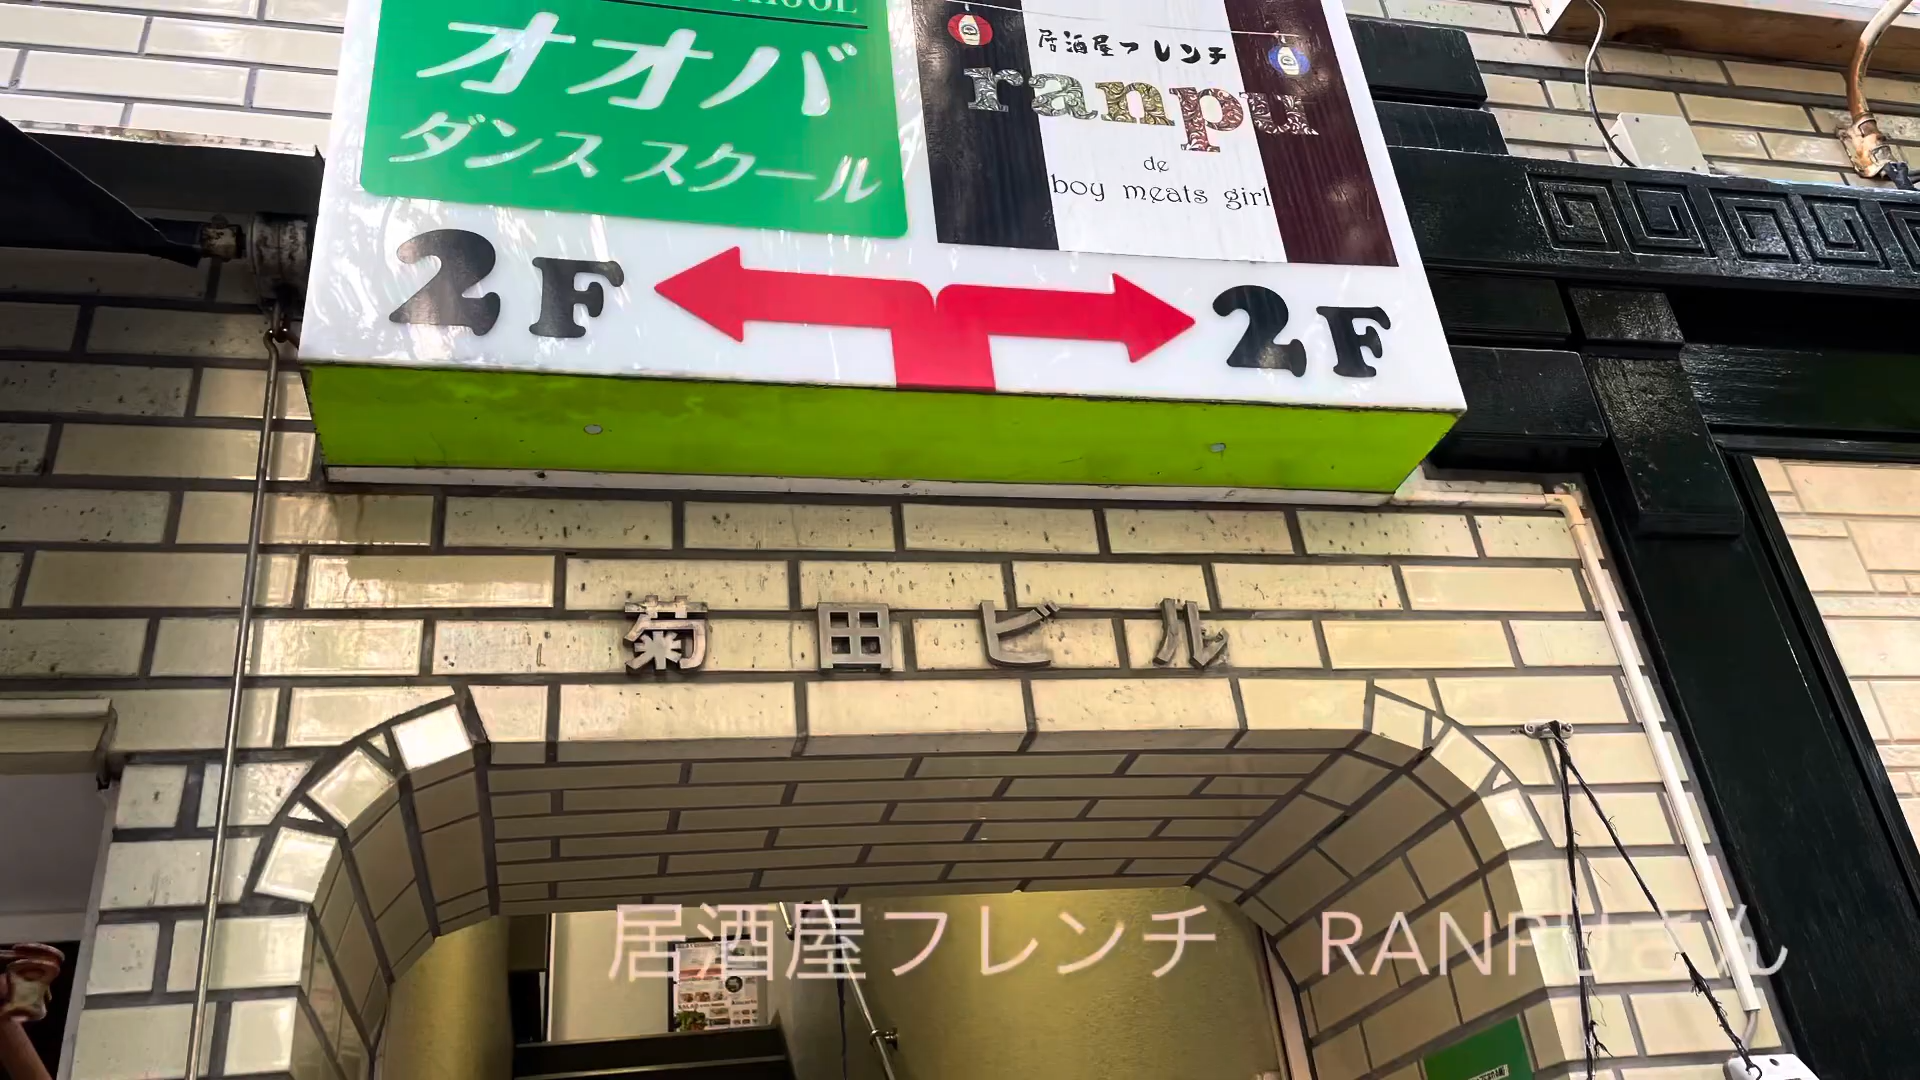 オオバ
ダンススクール
2F
居酒屋フレンチ
ranpu
de
boy meats girl
2F
菊田ビル
居酒屋フレンチ　RANPUさん